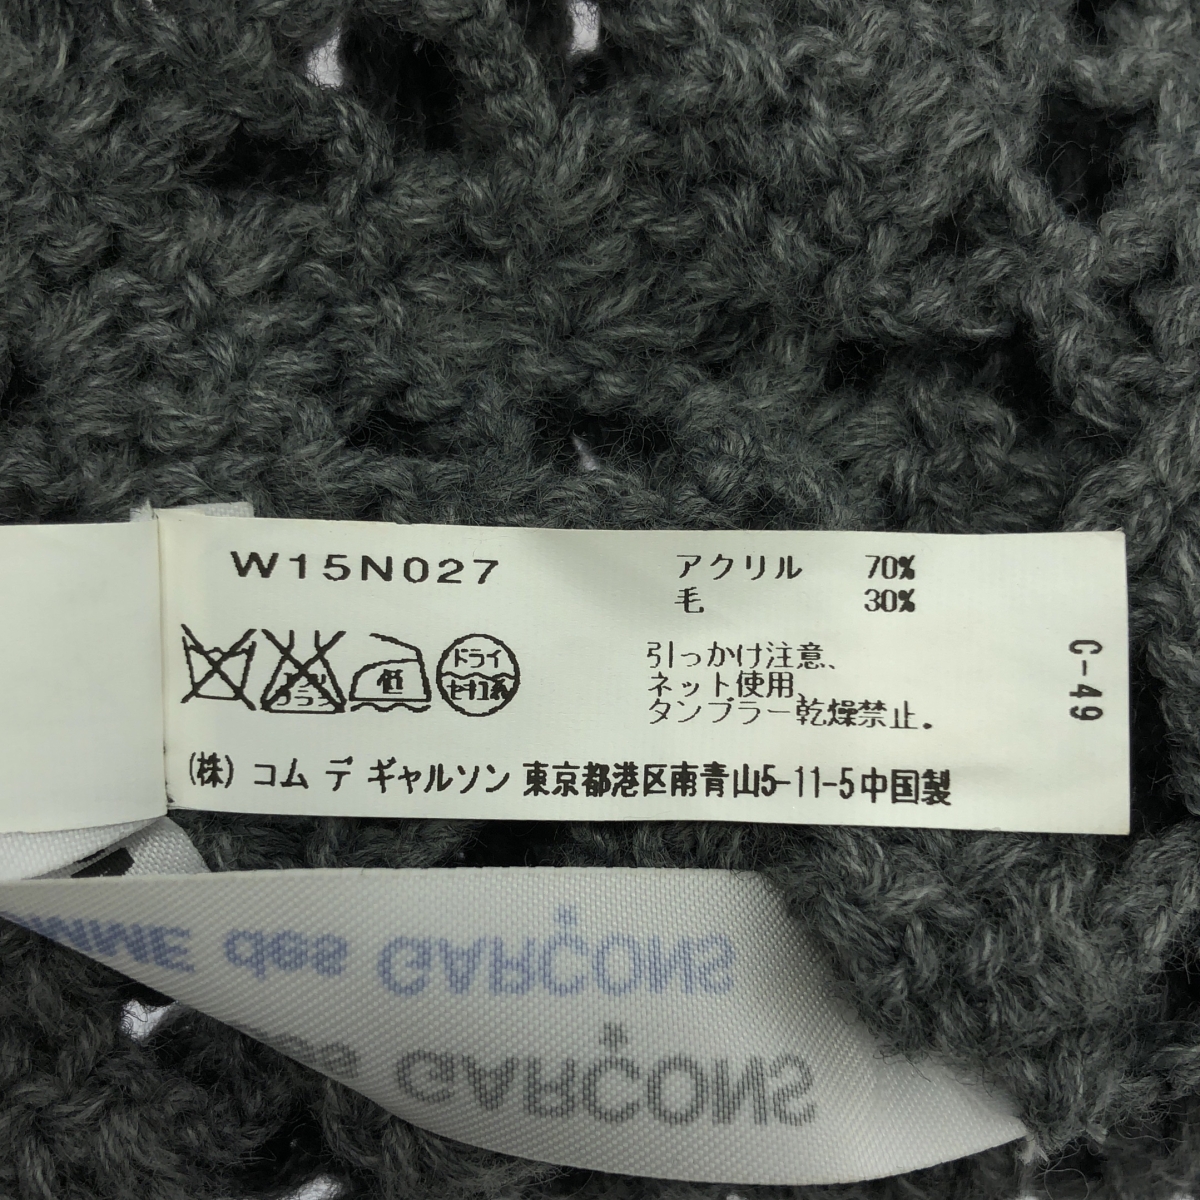 W15N027
アクリル 70%
毛 30%
ドライ
セキユ系
低
引っかけ注意、
ネット使用、
タンブラー乾燥禁止。
C-49
(株) コム デ ギャルソン 東京都港区南青山5-11-5中国製
des GARÇONS
GARÇONS